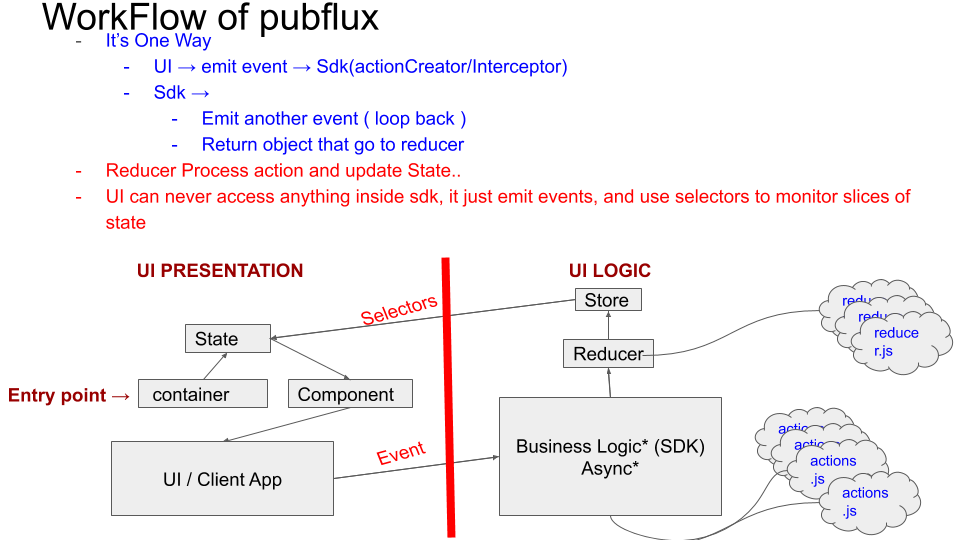 WorkFlow of pubflux
- It's One Way
- UI → emit event → Sdk(actionCreator/Interceptor)
- Sdk →
- Emit another event ( loop back )
- Return object that go to reducer
- Reducer Process action and update State..
- UI can never access anything inside sdk, it just emit events, and use selectors to monitor slices of
state
UI PRESENTATION
UI LOGIC
Selectors
Store
redu
redu
reduce
r.js
State
Reducer
Entry point →
container
Component
Event
UI / Client App
Business Logic* (SDK)
Async*
actio
actio
actions
.js
actions
.js